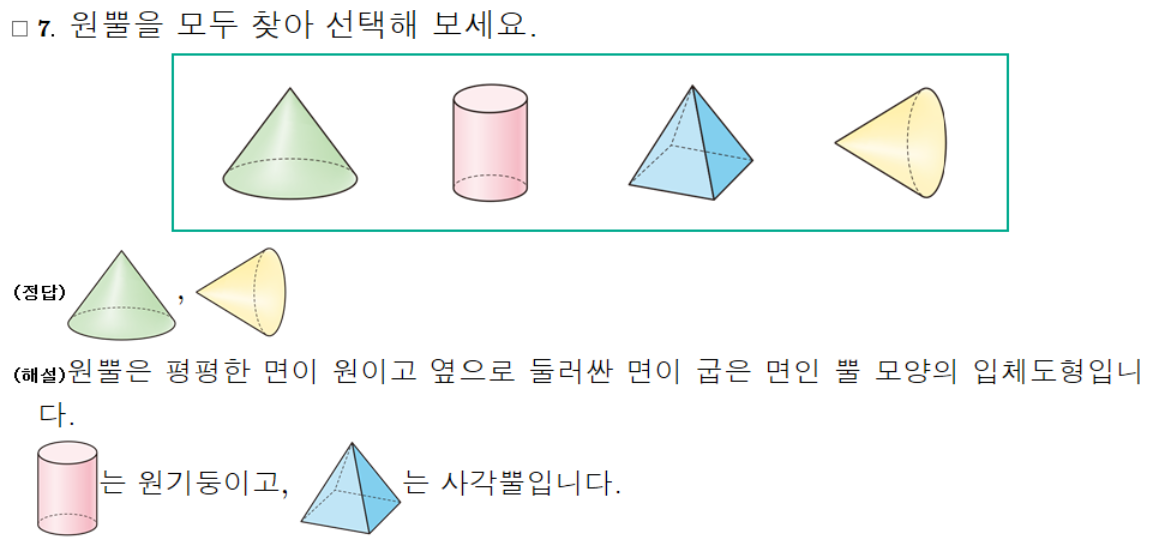 □ 7. 원뿔을 모두 찾아 선택해 보세요.
(정답) ,
(해설)원뿔은 평평한 면이 원이고 옆으로 둘러싼 면이 굽은 면인 뿔 모양의 입체도형입니
다.
는 원기둥이고, 는 사각뿔입니다.